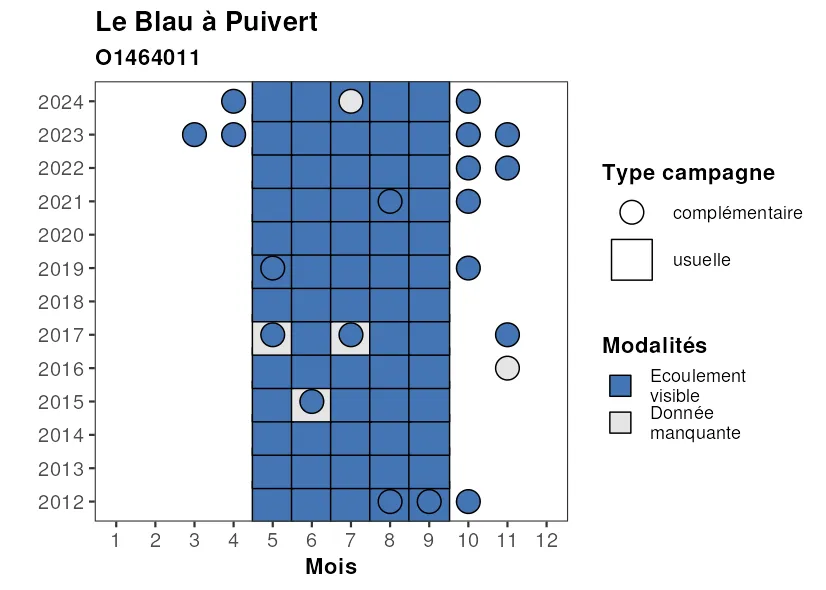 Le Blau à Puivert
O1464011
2024
2023
2022
2021
2020
2019
2018
2017
2016
2015
2014
2013
2012
1 2 3 4 5 6 7 8 9 10 11 12
Mois
Type campagne
complémentaire
usuelle
Modalités
Ecoulement
visible
Donnée
manquante